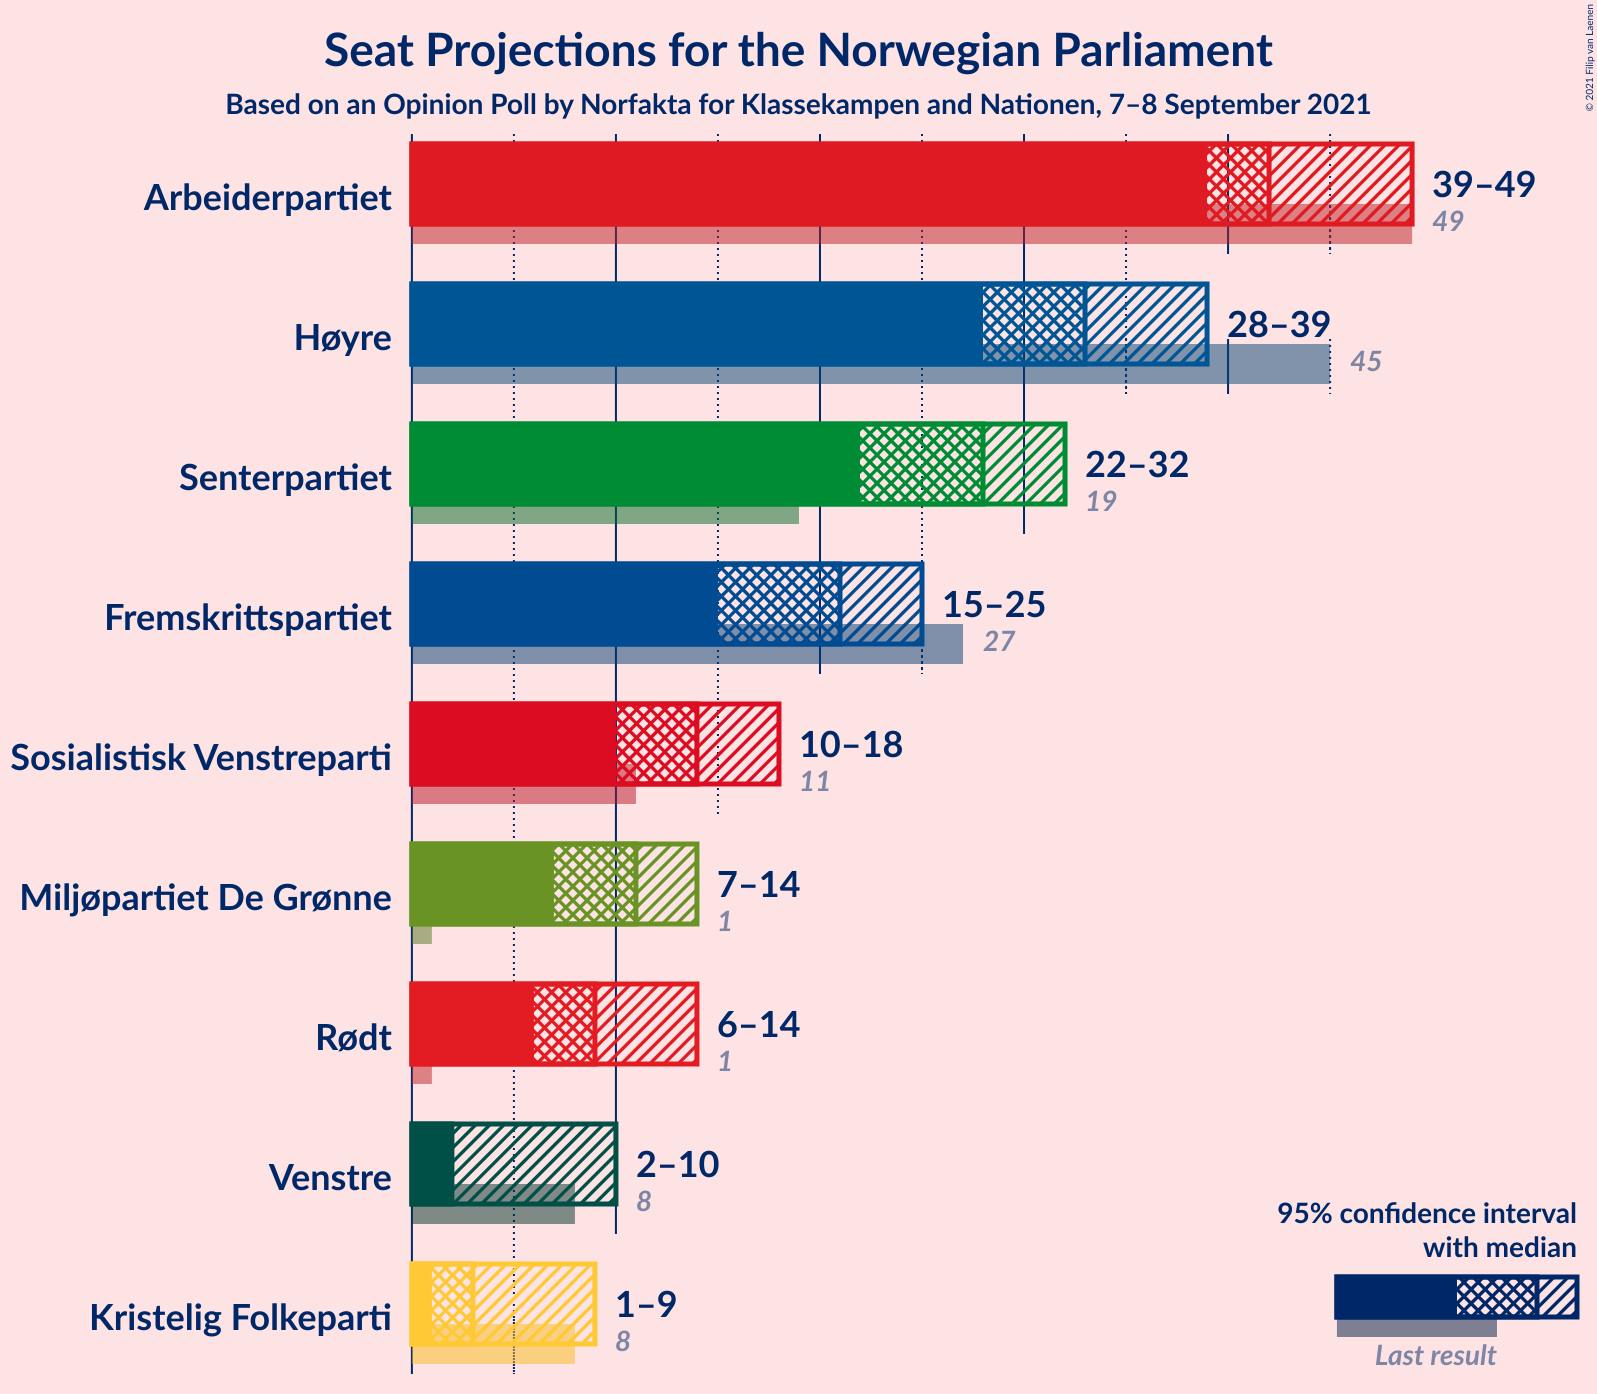 Seat Projections for the Norwegian Parliament
Based on an Opinion Poll by Norfakta for Klassekampen and Nationen, 7–8 September 2021
© 2021 Filip van Laenen
Arbeiderpartiet
39–49
49
Høyre
28–39
45
Senterpartiet
22–32
19
Fremskrittspartiet
15–25
27
Sosialistisk Venstreparti
10–18
11
Miljøpartiet De Grønne
7–14
1
Rødt
6–14
1
Venstre
2–10
8
Kristelig Folkeparti
1–9
8
95% confidence interval
with median
Last result